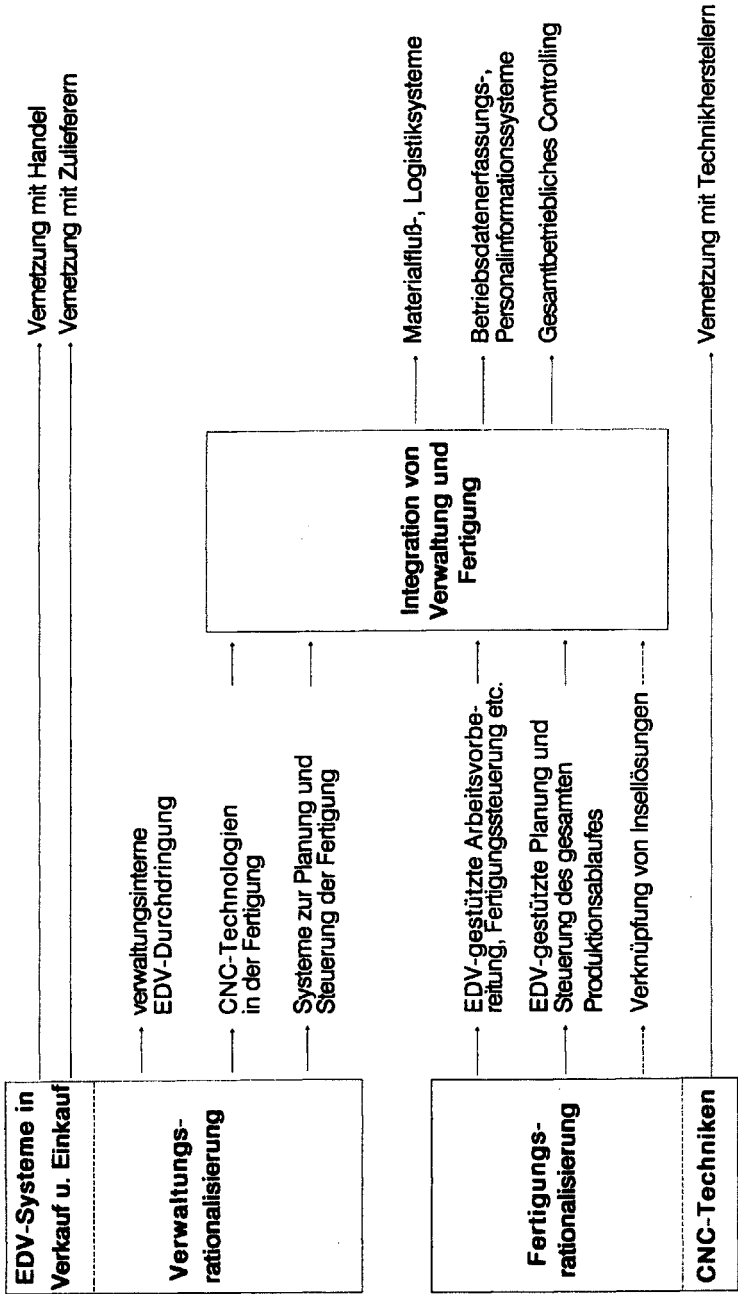 EDV-Systeme in
Verkauf u. Einkauf
Vernetzung mit Handel
Vernetzung mit Zulieferern
Verwaltungs-
rationalisierung
verwaltungsinterne
EDV-Durchdringung
CNC-Technologien
in der Fertigung
Systeme zur Planung und
Steuerung der Fertigung
Fertigungs-
rationalisierung
EDV-gestützte Arbeitsvorbe-
reitung, Fertigungssteuerung etc.
EDV-gestützte Planung und
Steuerung des gesamten
Produktionsablaufes
Verknüpfung von Insellösungen
Integration von
Verwaltung und
Fertigung
Materialfluß-, Logistiksysteme
Betriebsdatenerfassungs-,
Personalinformationssysteme
Gesamtbetriebliches Controlling
CNC-Techniken
Vernetzung mit Technikherstellern